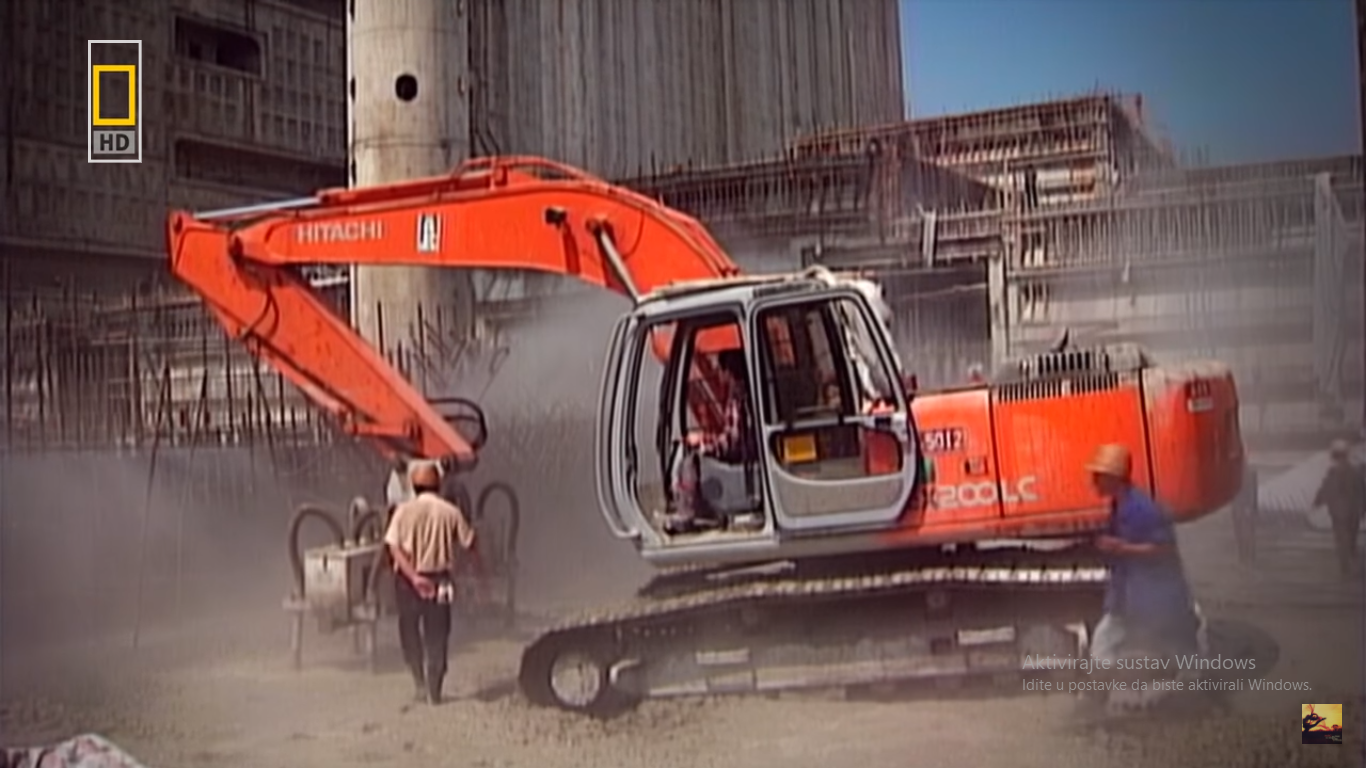 HD
HITACHI
5012
200LC
Aktivirajte sustav Windows
Idite u postavke da biste aktivirali Windows.